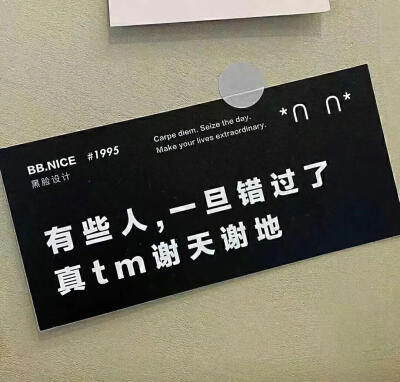 BB.NICE #1995
黑脸设计
Carpe diem. Seize the day.
Make your lives extraordinary.
*∩ ∩*
有些人,一旦错过了
真tm谢天谢地